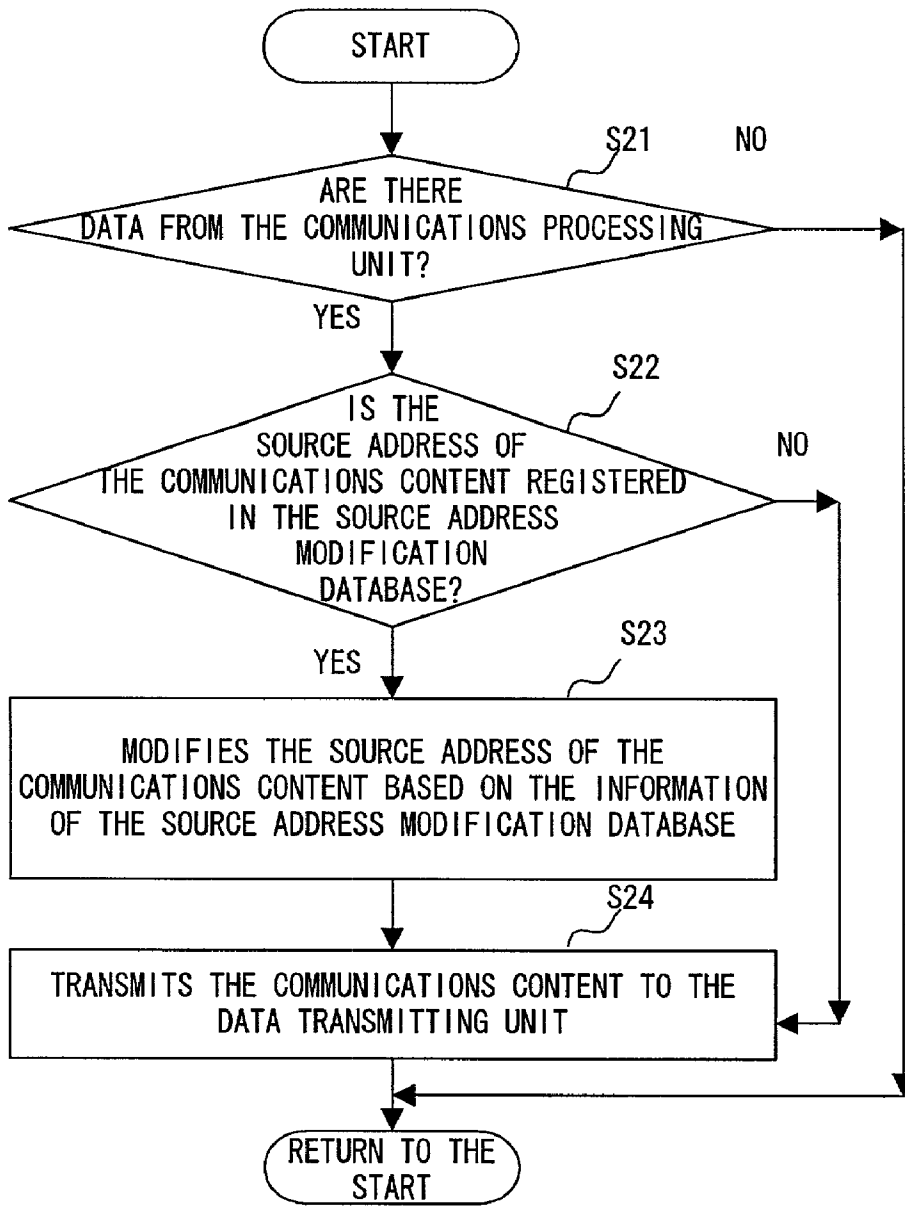 START
S21
NO
ARE THERE
DATA FROM THE COMMUNICATIONS PROCESSING
UNIT?
YES
S22
IS THE
SOURCE ADDRESS OF
THE COMMUNICATIONS CONTENT REGISTERED
IN THE SOURCE ADDRESS
MODIFICATION
DATABASE?
NO
YES
S23
MODIFIES THE SOURCE ADDRESS OF THE
COMMUNICATIONS CONTENT BASED ON THE INFORMATION
OF THE SOURCE ADDRESS MODIFICATION DATABASE
S24
TRANSMITS THE COMMUNICATIONS CONTENT TO THE
DATA TRANSMITTING UNIT
RETURN TO THE
START